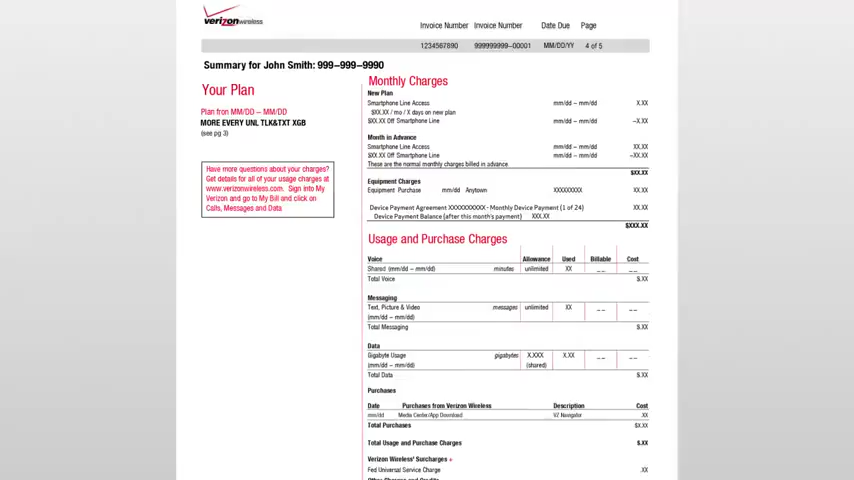 verizonwireless
Invoice Number Invoice Number Date Due Page
1234567890 999999999–00001 MM/DD/YY 4 of 5
Summary for John Smith: 999–999–9990
Your Plan
Plan fron MM/DD – MM/DD
MORE EVERY UNL TLK&TXT XGB
(see pg 3)
Have more questions about your charges?
Get details for all of your usage charges at
www.verizonwireless.com. Sign into My
Verizon and go to My Bill and click on
Calls, Messages and Data
Monthly Charges
New Plan
Smartphone Line Access mm/dd – mm/dd X.XX
$XX.XX / mo / X days on new plan
$XX.XX Off Smartphone Line mm/dd – mm/dd –X.XX
Month in Advance
Smartphone Line Access mm/dd – mm/dd XX.XX
$XX.XX Off Smartphone Line mm/dd – mm/dd –XX.XX
These are the normal monthly charges billed in advance.
$XX.XX
Equipment Charges
Equipment Purchase mm/dd Anytown XXXXXXXXX XX.XX
Device Payment Agreement XXXXXXXXXX - Monthly Device Payment (1 of 24) XX.XX
Device Payment Balance (after this month's payment) XXX.XX
$XXX.XX
Usage and Purchase Charges
Voice Allowance Used Billable Cost
Shared (mm/dd – mm/dd) minutes unlimited XX _ _ _ _
Total Voice $.XX
Messaging
Text, Picture & Video messages unlimited XX _ _ _ _
(mm/dd – mm/dd)
Total Messaging $.XX
Data
Gigabyte Usage gigabytes X.XXX X.XX _ _ _ _
(mm/dd – mm/dd) (shared)
Total Data $.XX
Purchases
Date Purchases from Verizon Wireless Description Cost
mm/dd Media Center/App Download VZ Navigator .XX
Total Purchases $X.XX
Total Usage and Purchase Charges $.XX
Verizon Wireless' Surcharges +
Fed Universal Service Charge .XX
Other Charges and Credits